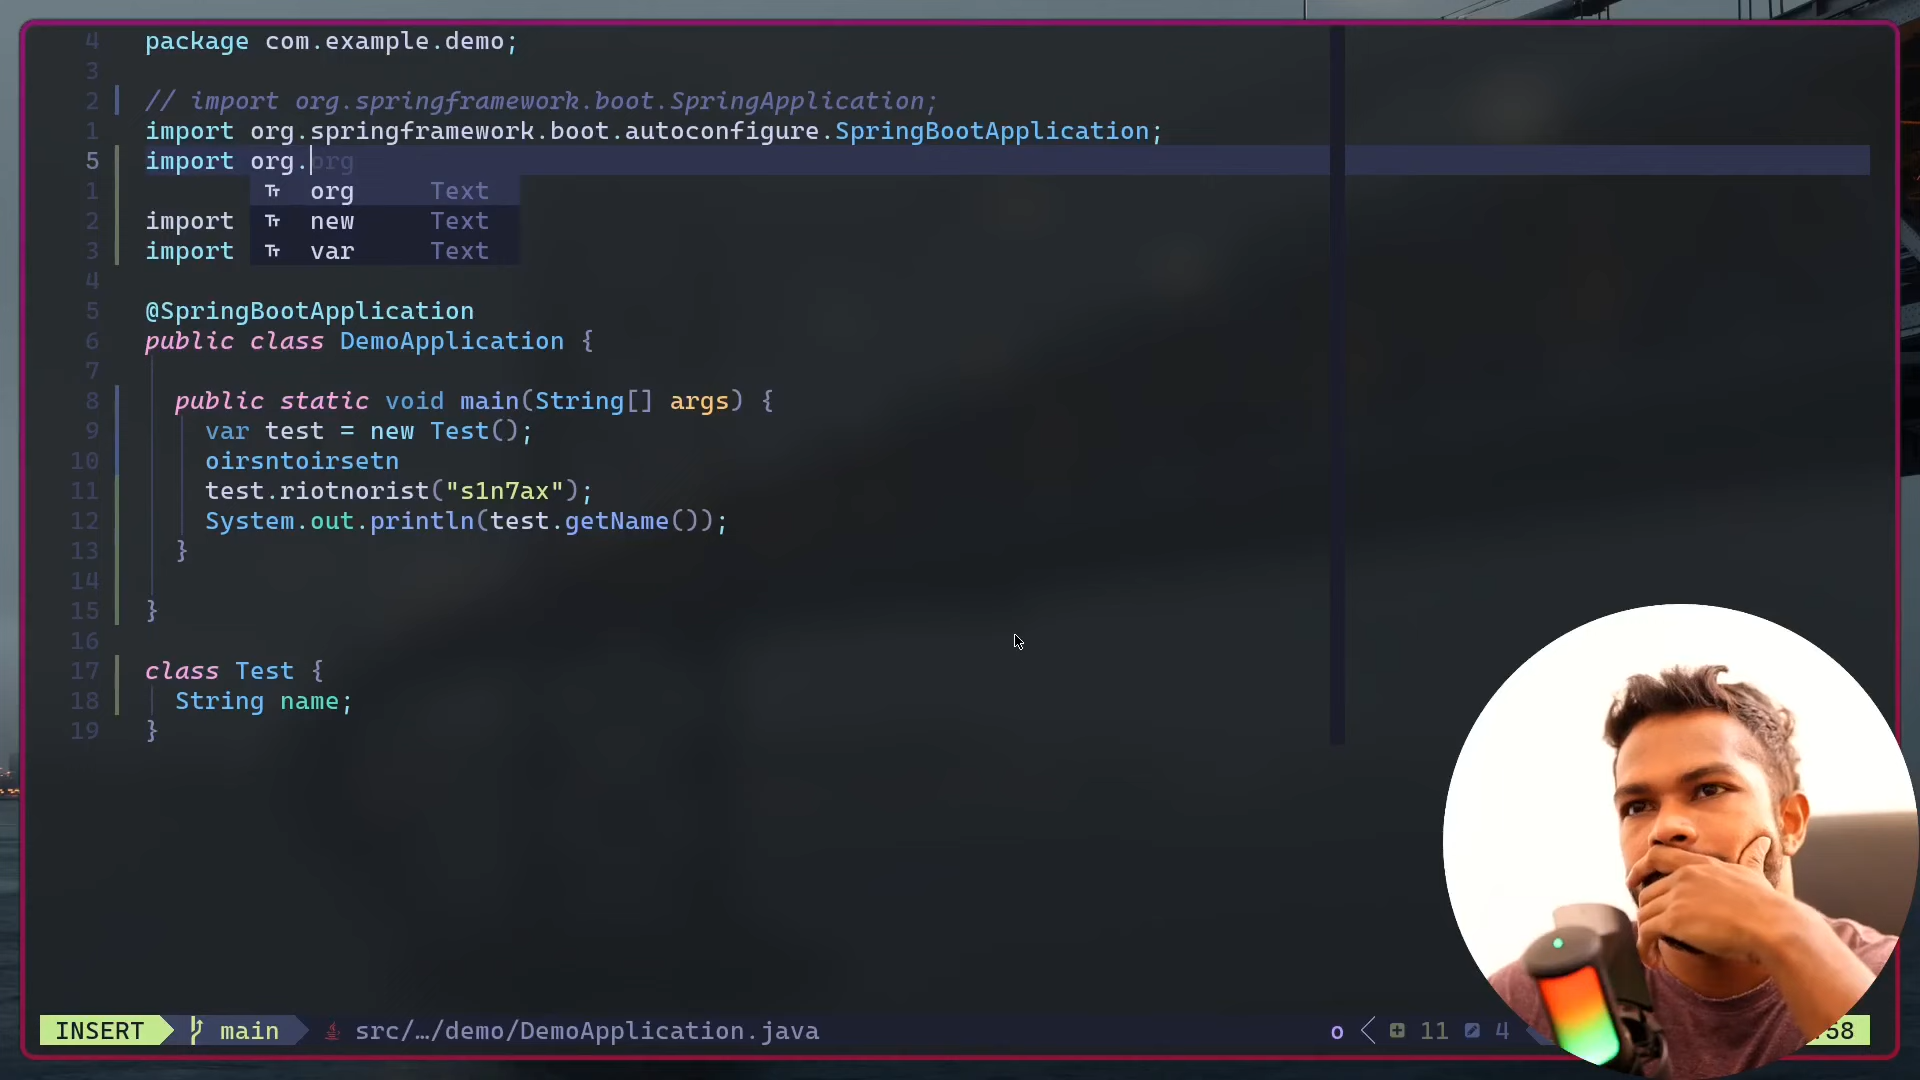 4 package com.example.demo;
3
2 // import org.springframework.boot.SpringApplication;
1 import org.springframework.boot.autoconfigure.SpringBootApplication;
5 import org.org
1 org Text
2 import new Text
3 import var Text
4
5 @SpringBootApplication
6 public class DemoApplication {
7
8 public static void main(String[] args) {
9 var test = new Test();
10 oirsntoirsetn
11 test.riotnorist("s1n7ax");
12 System.out.println(test.getName());
13 }
14
15 }
16
17 class Test {
18 String name;
19 }
INSERT main src/…/demo/DemoApplication.java o 11 4 58